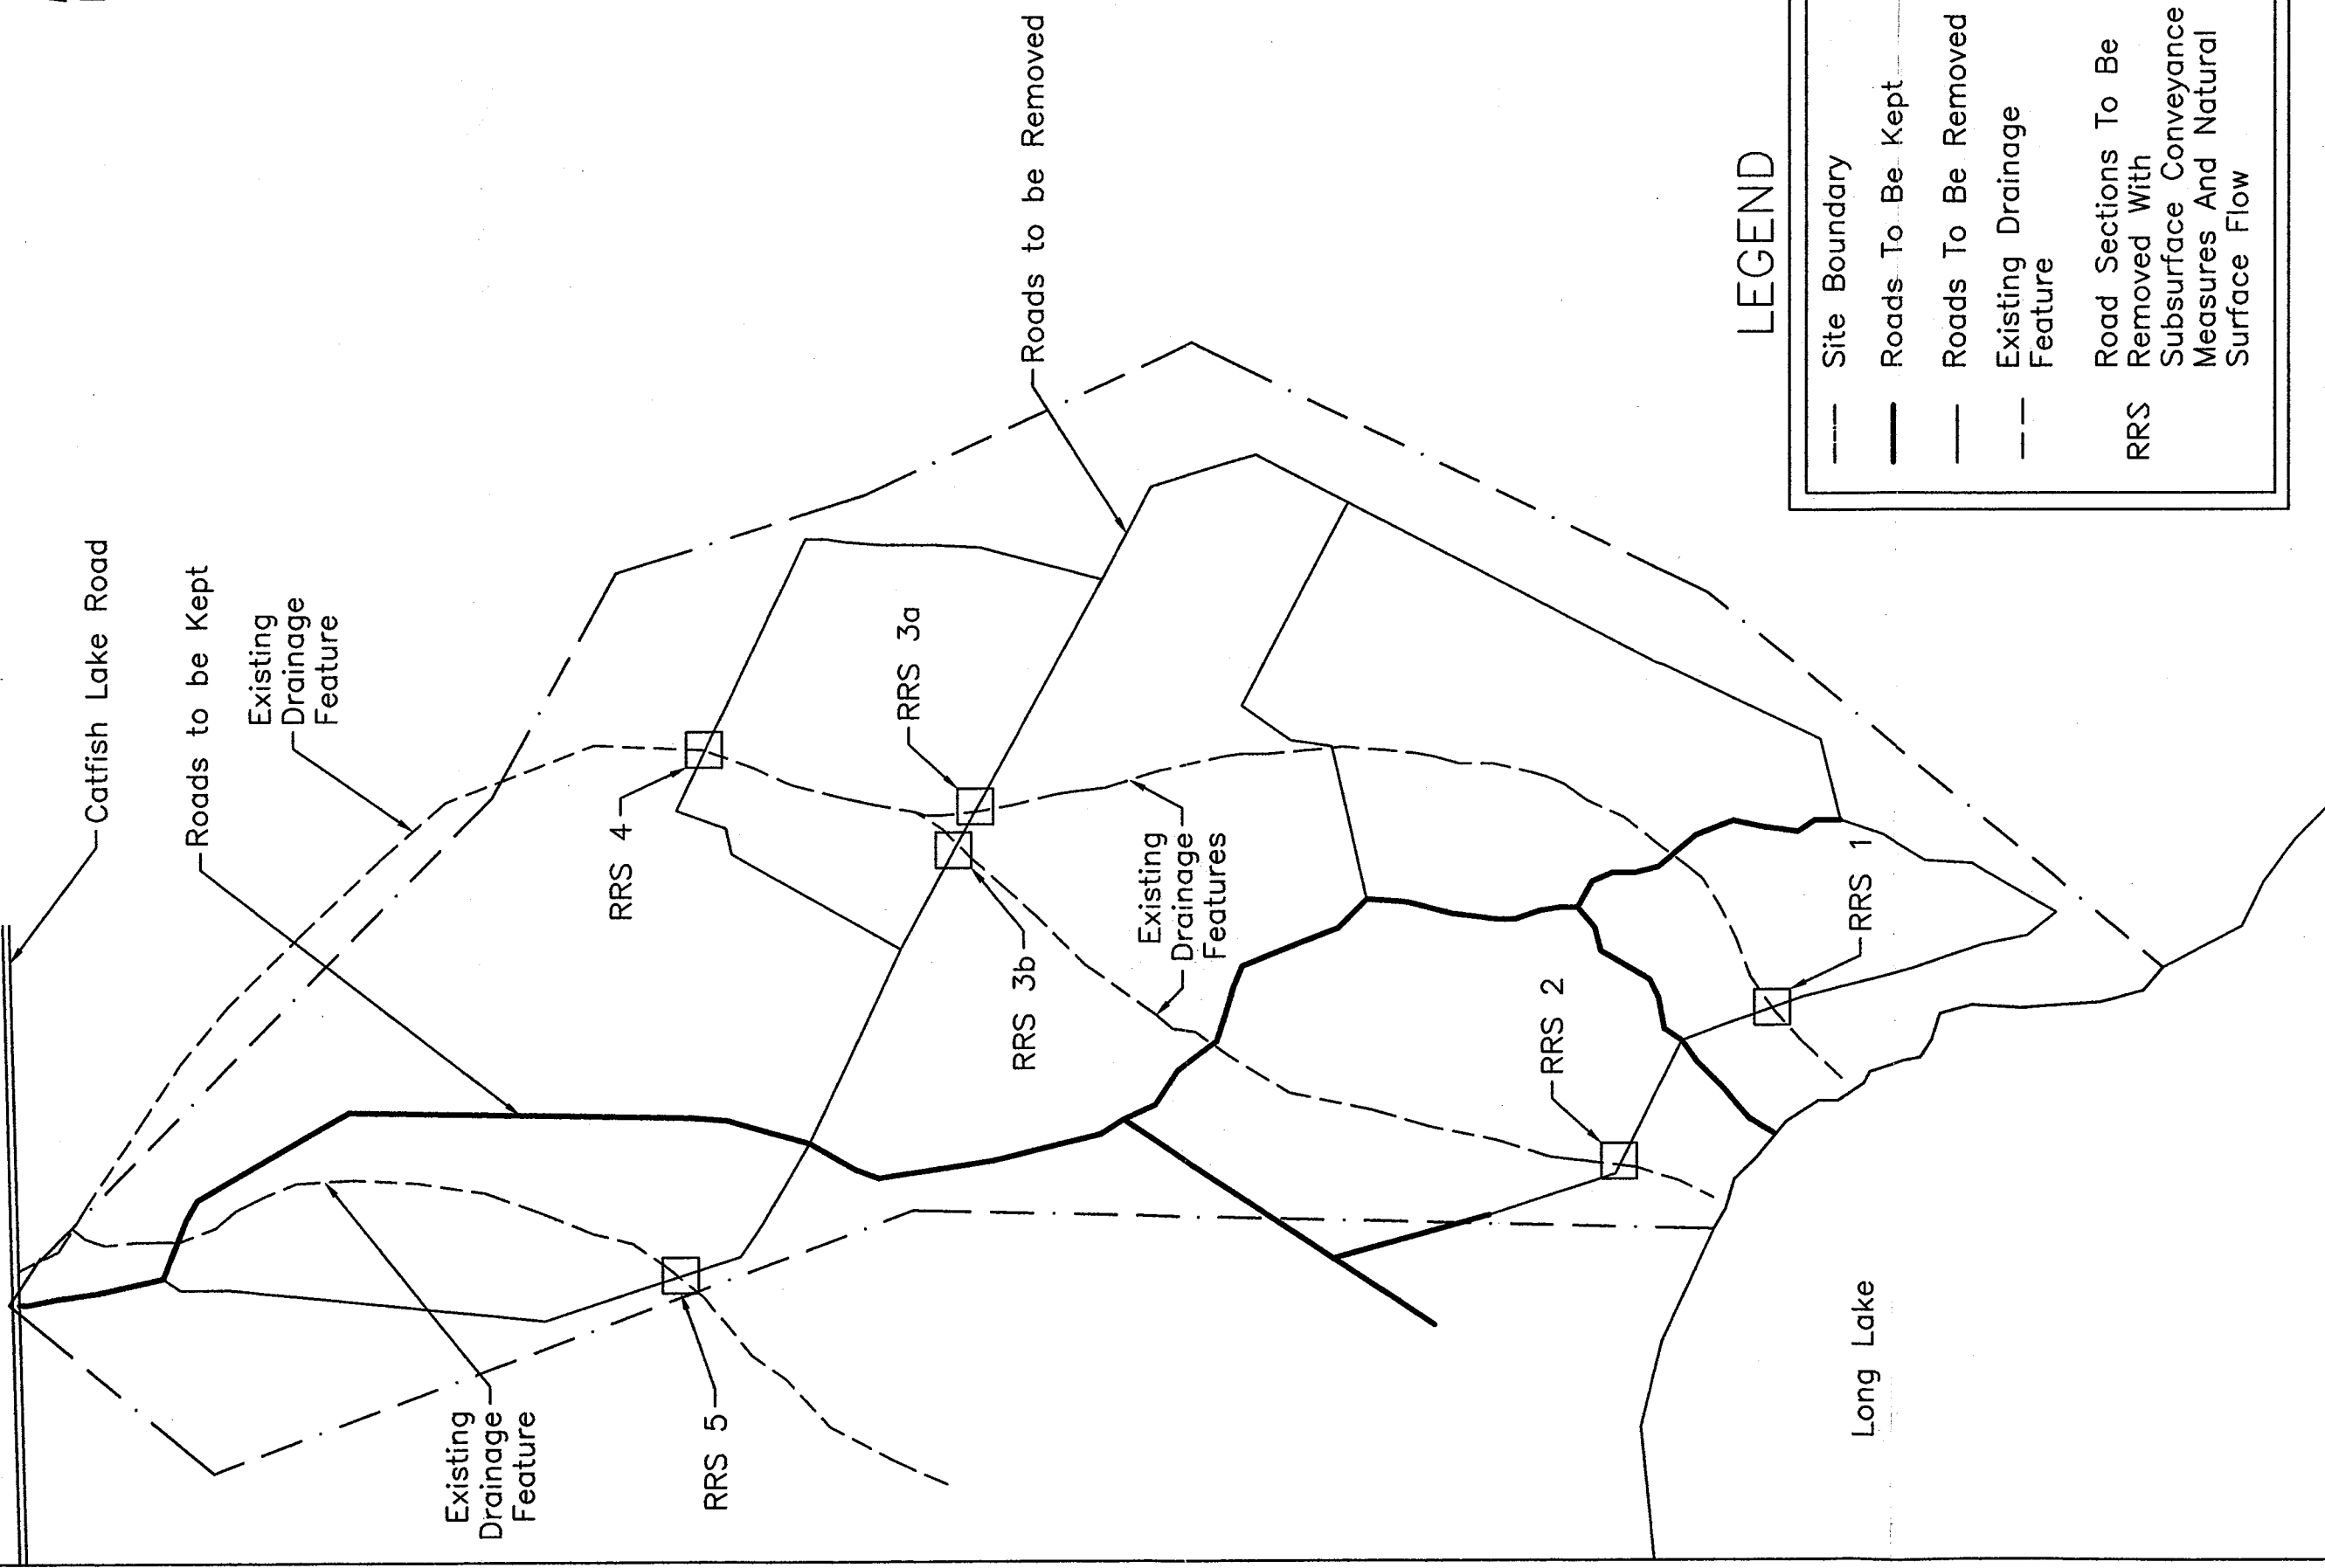 Catfish Lake Road
Roads to be Kept
Existing
Drainage
Feature
Roads to be Removed
RRS 4
RRS 3a
RRS 3b
Existing
Drainage
Features
RRS 2
RRS 1
Existing
Drainage
Feature
RRS 5
Long Lake
LEGEND
Site Boundary
Roads To Be Kept
Roads To Be Removed
Existing Drainage
Feature
RRS Road Sections To Be
Removed With
Subsurface Conveyance
Measures And Natural
Surface Flow